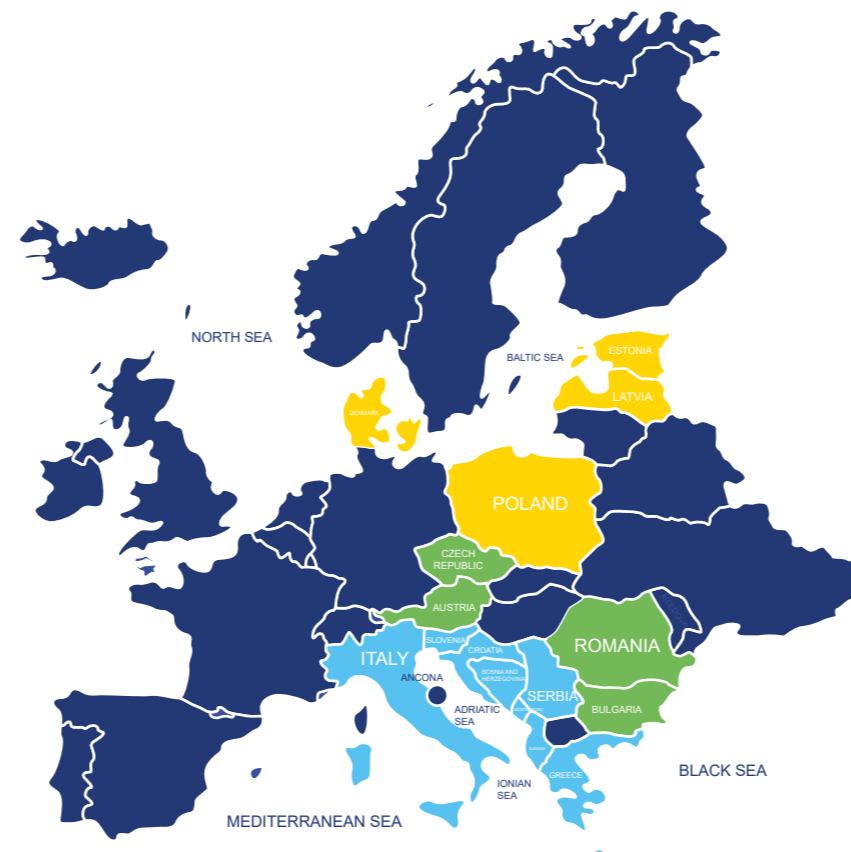 NORTH SEA
BALTIC SEA
ESTONIA
LATVIA
DENMARK
POLAND
CZECH
REPUBLIC
AUSTRIA
ROMANIA
SLOVENIA
CROATIA
ITALY
BOSNIA AND
HERZEGOVINA
ANCONA
SERBIA
BULGARIA
ADRIATIC
SEA
GREECE
BLACK SEA
IONIAN
SEA
MEDITERRANEAN SEA